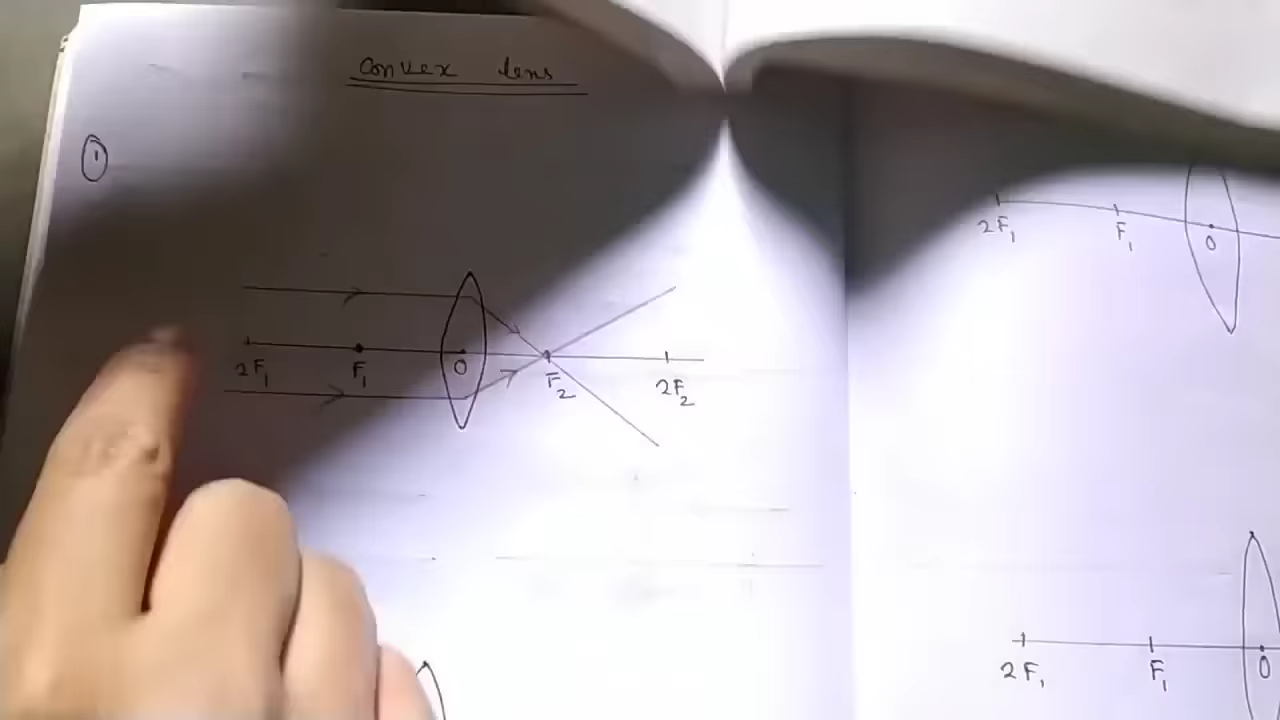 Convex lens
1
2F₁ F₁ O F₂ 2F₂
2F₁ F₁ O
2F₁ F₁ O